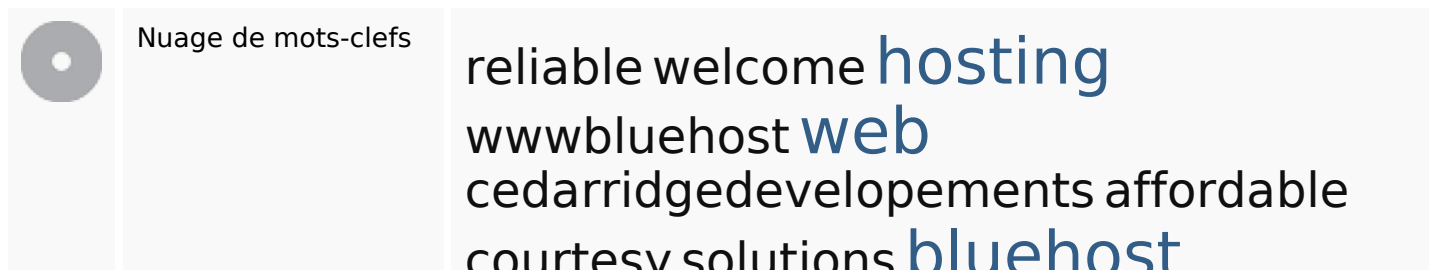 Nuage de mots-clefs
reliable welcome hosting
wwwbluehost web
cedarridgedevelopements affordable
courtesy solutions bluehost